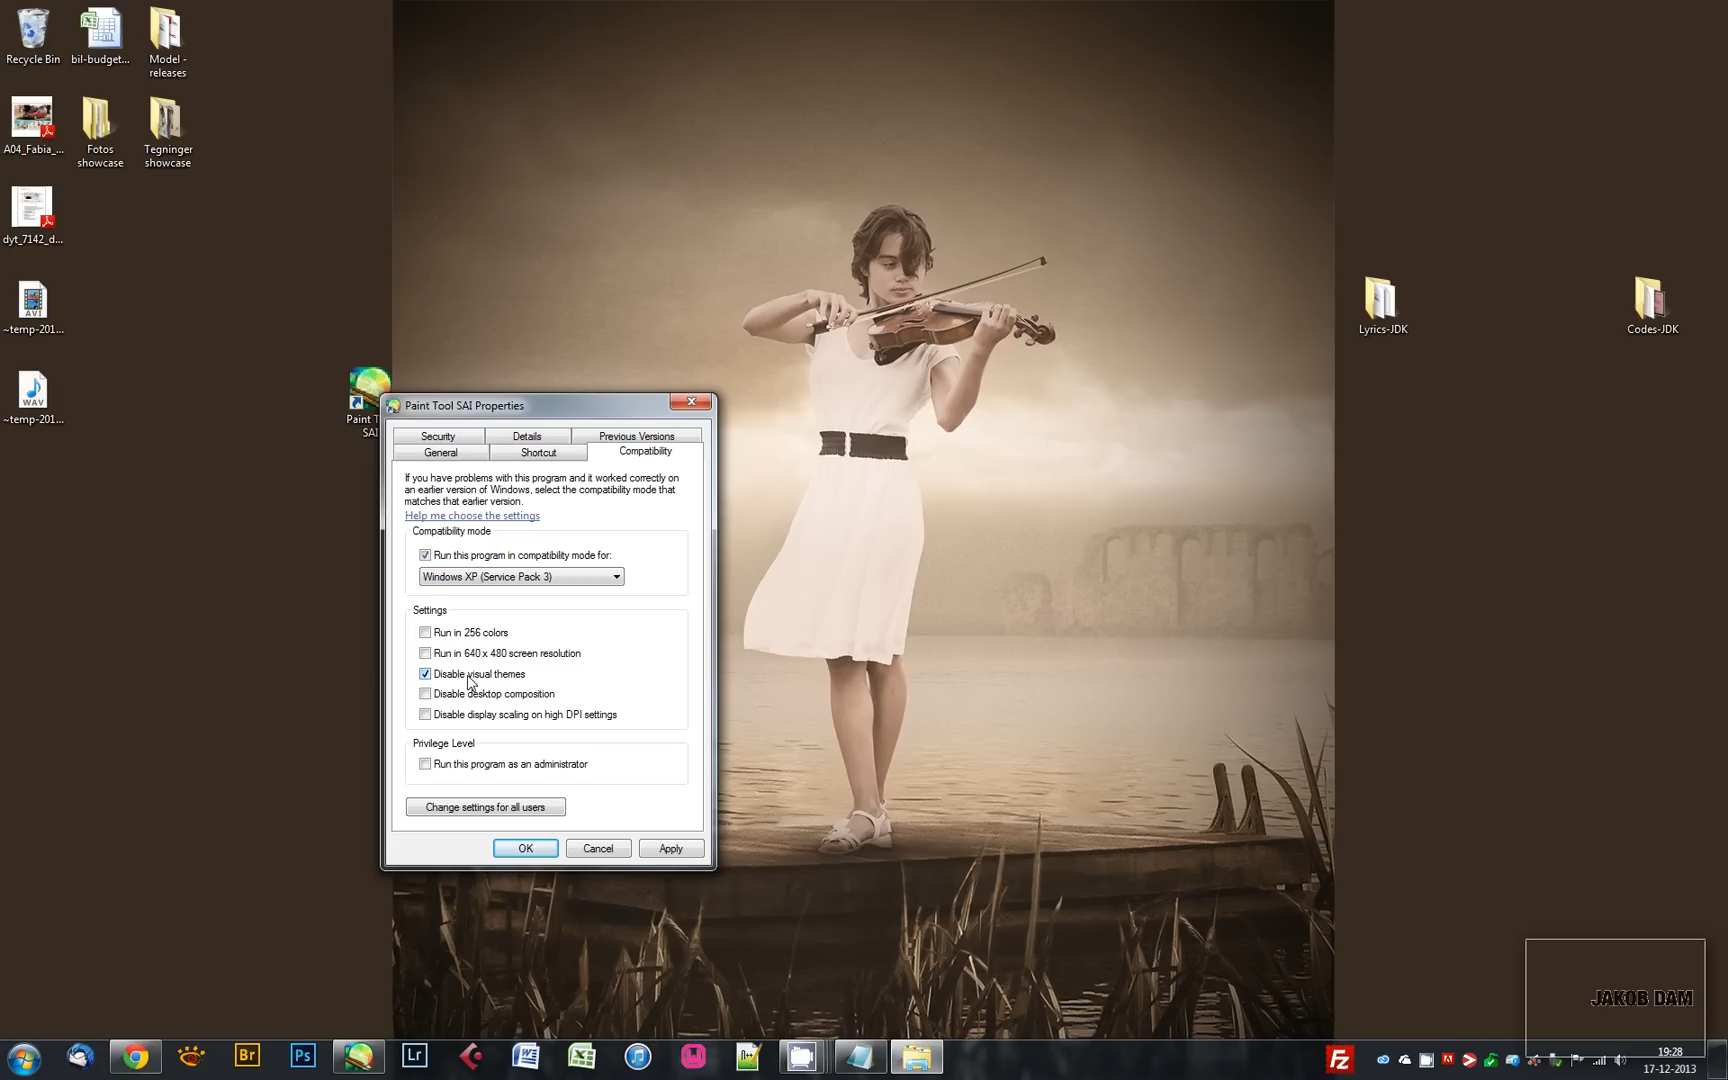 Recycle Bin
bil-budget...
Model -
releases
A04_Fabia_...
Fotos
showcase
Tegninger
showcase
dyt_7142_d...
~temp-201...
~temp-201...
Lyrics-JDK
Codes-JDK
Paint T
SAI
Paint Tool SAI Properties
Security
Details
Previous Versions
General
Shortcut
Compatibility
If you have problems with this program and it worked correctly on
an earlier version of Windows, select the compatibility mode that
matches that earlier version.
Help me choose the settings
Compatibility mode
Run this program in compatibility mode for:
Windows XP (Service Pack 3)
Settings
Run in 256 colors
Run in 640 x 480 screen resolution
Disable visual themes
Disable desktop composition
Disable display scaling on high DPI settings
Privilege Level
Run this program as an administrator
Change settings for all users
OK
Cancel
Apply
JAKOB DAM
Br
Ps
Lr
Fz
19:28
17-12-2013